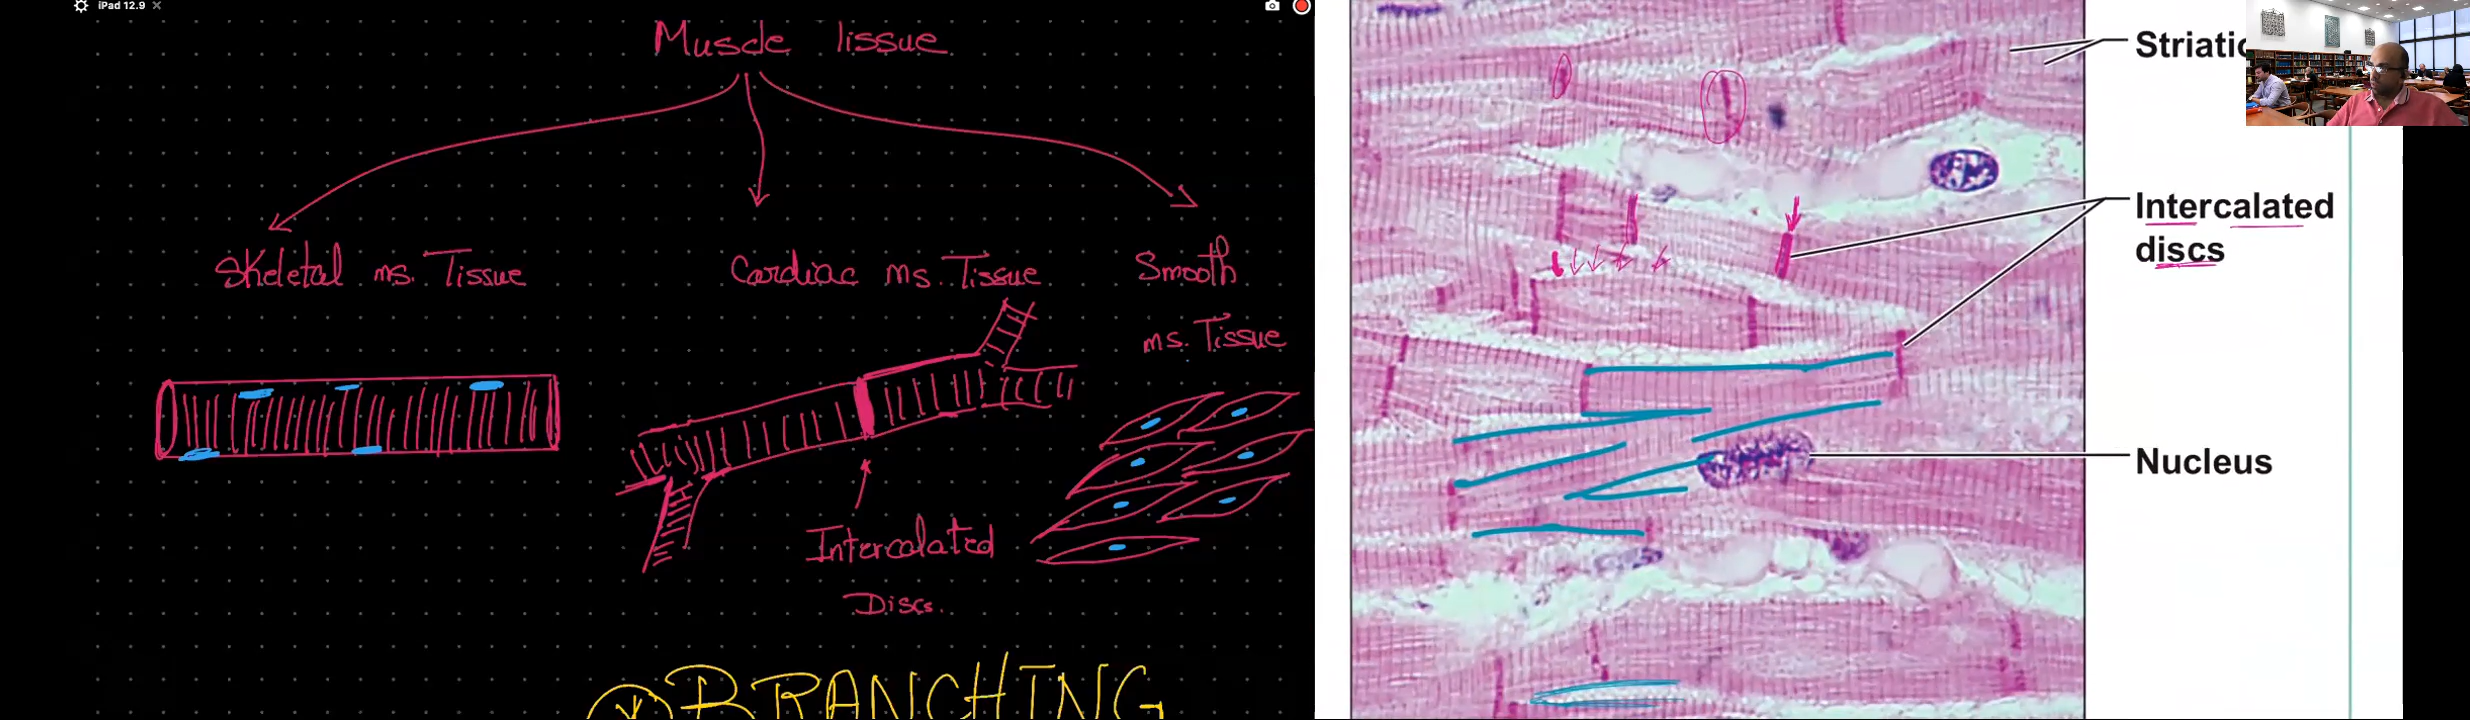 iPad 12.9
Muscle Tissue
Skeletal ms. Tissue
Cardiac ms. Tissue
Smooth
ms. Tissue
Intercalated
Discs.
BRANCHING
Striatio
Intercalated
discs
Nucleus